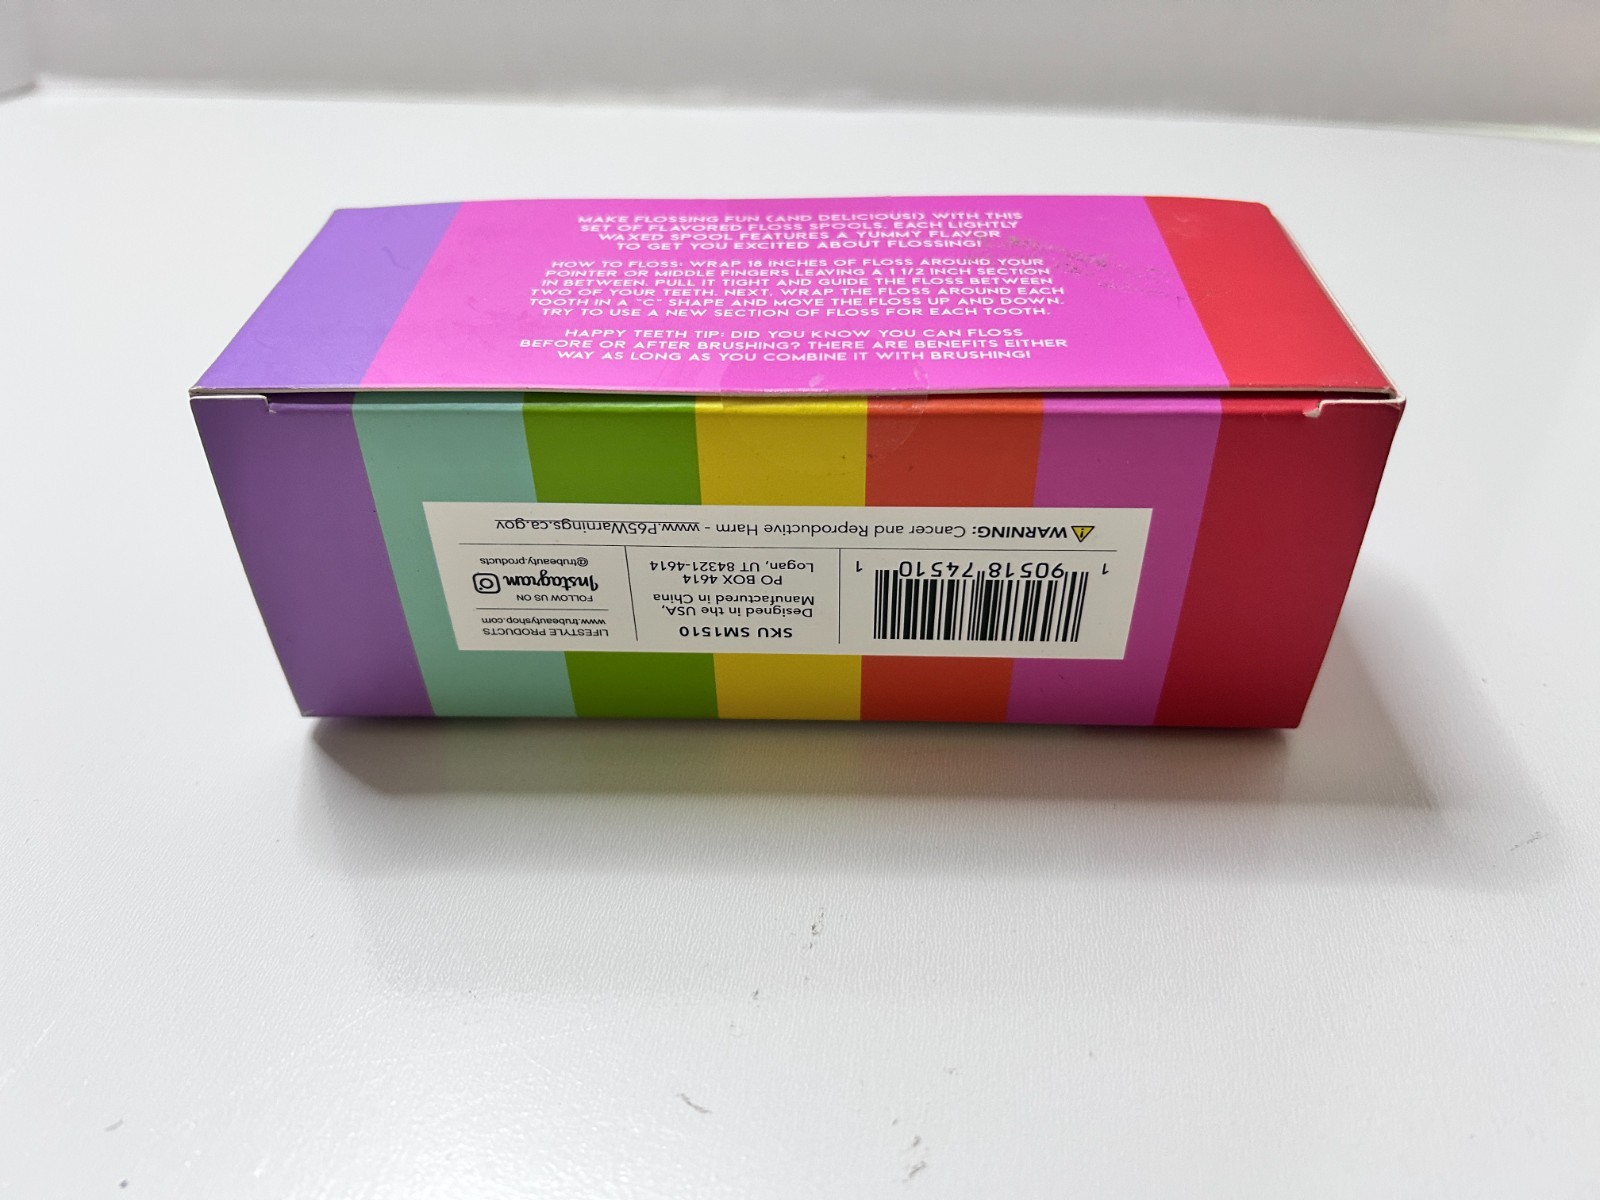 MAKE FLOSSING FUN (AND DELICIOUS!) WITH THIS
SET OF FLAVORED FLOSS SPOOLS. EACH LIGHTLY
WAXED SPOOL FEATURES A YUMMY FLAVOR
TO GET YOU EXCITED ABOUT FLOSSING!
HOW TO FLOSS: WRAP 18 INCHES OF FLOSS AROUND YOUR
POINTER OR MIDDLE FINGERS LEAVING A 1 1/2 INCH SECTION
IN BETWEEN. PULL IT TIGHT AND GUIDE THE FLOSS BETWEEN
TWO OF YOUR TEETH. NEXT, WRAP THE FLOSS AROUND EACH
TOOTH IN A "C" SHAPE AND MOVE THE FLOSS UP AND DOWN.
TRY TO USE A NEW SECTION OF FLOSS FOR EACH TOOTH.
HAPPY TEETH TIP: DID YOU KNOW YOU CAN FLOSS
BEFORE OR AFTER BRUSHING? THERE ARE BENEFITS EITHER
WAY AS LONG AS YOU COMBINE IT WITH BRUSHING!
1 90518 74510 1
SKU SM1510
Designed in the USA,
Manufactured in China
PO BOX 4614
Logan, UT 84321-4614
LIFESTYLE PRODUCTS
www.trubeautyshop.com
FOLLOW US ON
Instagram
@trubeauty.products
WARNING: Cancer and Reproductive Harm - www.P65Warnings.ca.gov